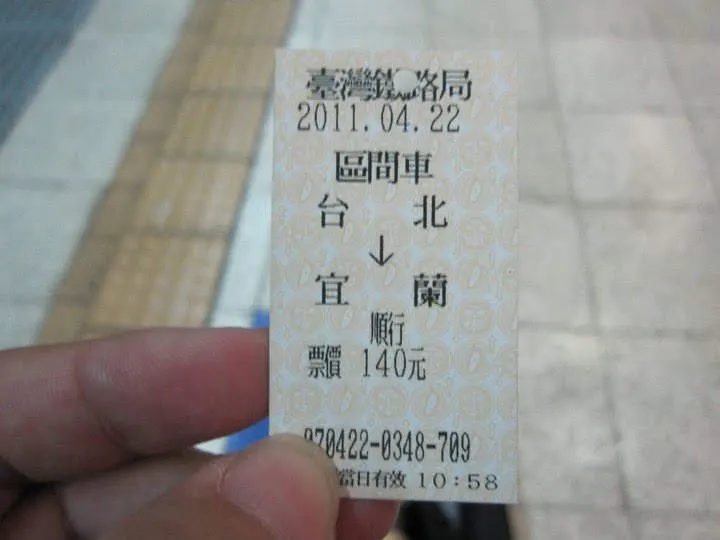 臺灣鐵路局
2011.04.22
區間車
台 北
↓
宜 蘭
順行
票價 140元
070422-0348-709
當日有效 10:58